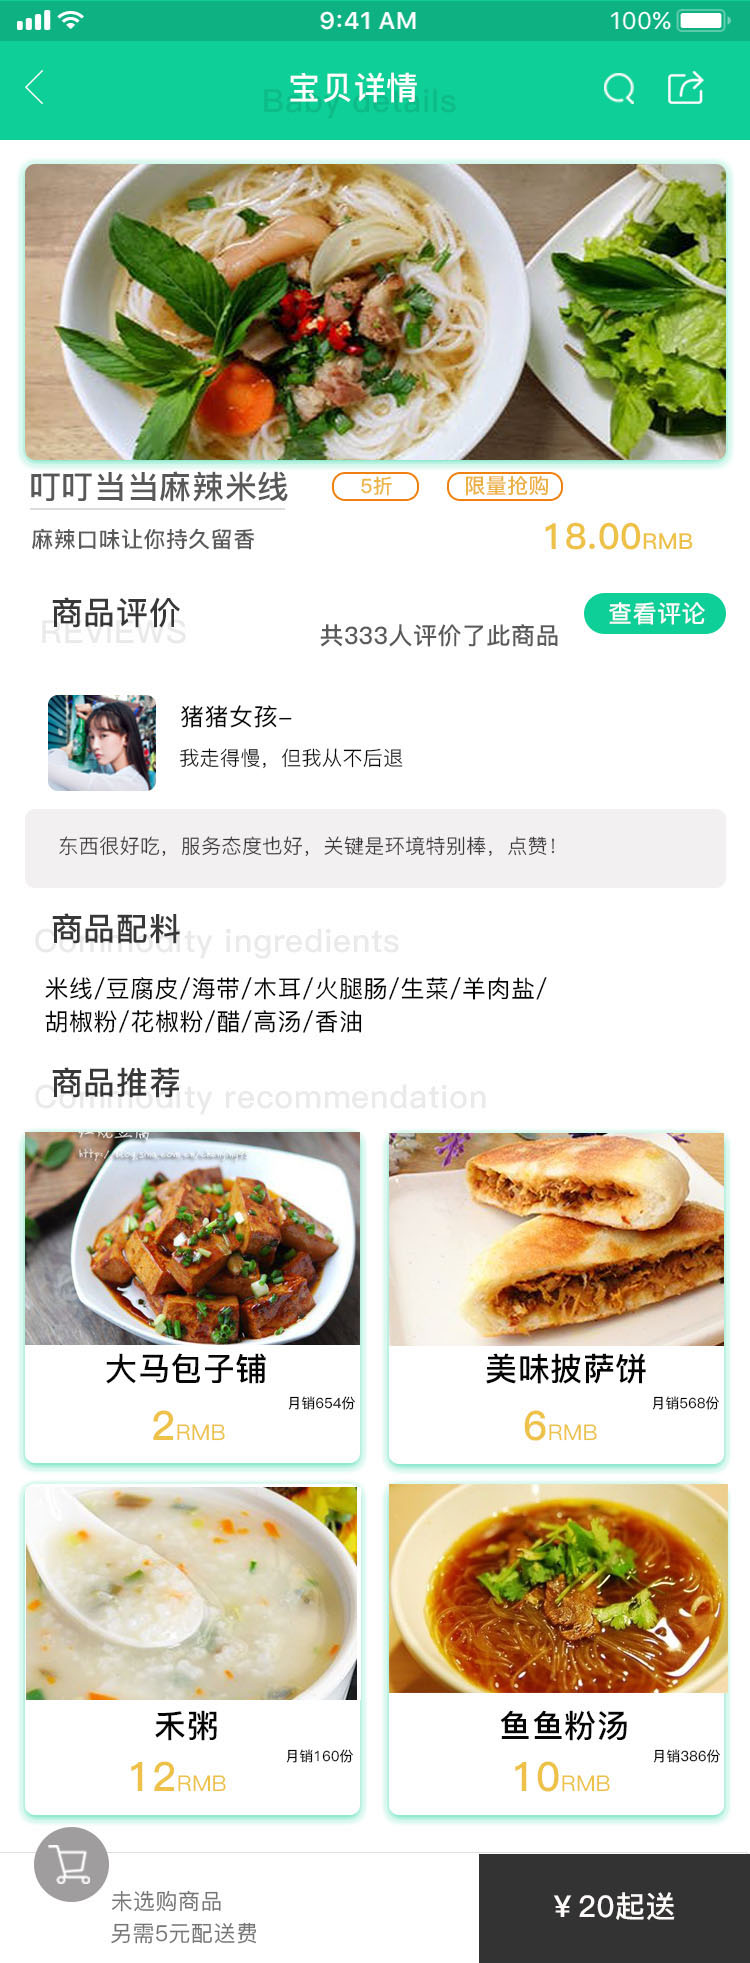 9:41 AM
100%
宝贝详情
Baby details
叮叮当当麻辣米线
5折
限量抢购
麻辣口味让你持久留香
18.00RMB
商品评价
REVIEWS
共333人评价了此商品
查看评论
猪猪女孩–
我走得慢，但我从不后退
东西很好吃，服务态度也好，关键是环境特别棒，点赞！
商品配料
Commodity ingredients
米线/豆腐皮/海带/木耳/火腿肠/生菜/羊肉盐/
胡椒粉/花椒粉/醋/高汤/香油
商品推荐
Commodity recommendation
大马包子铺
月销654份
2RMB
美味披萨饼
月销568份
6RMB
禾粥
月销160份
12RMB
鱼鱼粉汤
月销386份
10RMB
未选购商品
另需5元配送费
¥ 20起送